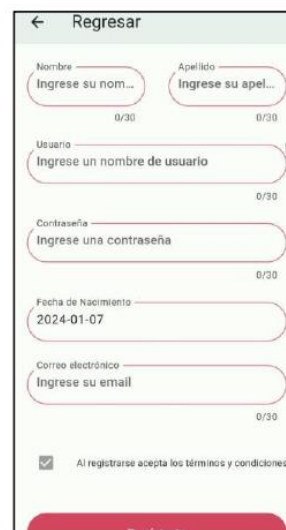 ← Regresar
Nombre Apellido
Ingrese su nom... Ingrese su apel...
0/30 0/30
Usuario
Ingrese un nombre de usuario
0/30
Contraseña
Ingrese una contraseña
0/30
Fecha de Nacimiento
2024-01-07
Correo electrónico
Ingrese su email
0/30
Al registrarse acepta los términos y condiciones